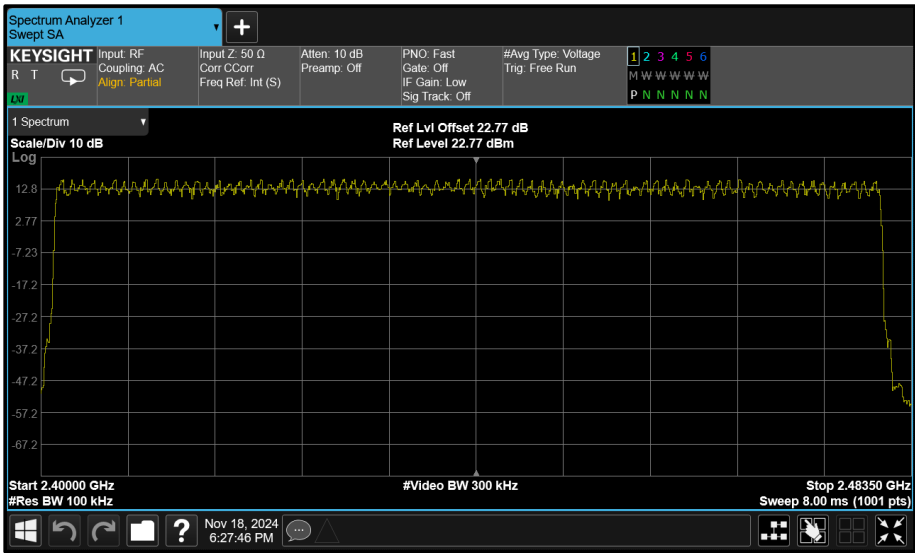 Spectrum Analyzer 1
Swept SA
+
KEYSIGHT Input: RF Input Z: 50 Ω Atten: 10 dB PNO: Fast #Avg Type: Voltage 1 2 3 4 5 6
R T Coupling: AC Corr CCorr Preamp: Off Gate: Off Trig: Free Run M W W W W W
Align: Partial Freq Ref: Int (S) IF Gain: Low
LXI Sig Track: Off P N N N N N
1 Spectrum
Ref Lvl Offset 22.77 dB
Scale/Div 10 dB Ref Level 22.77 dBm
Log
12.8
2.77
-7.23
-17.2
-27.2
-37.2
-47.2
-57.2
-67.2
Start 2.40000 GHz #Video BW 300 kHz Stop 2.48350 GHz
#Res BW 100 kHz Sweep 8.00 ms (1001 pts)
? Nov 18, 2024
6:27:46 PM